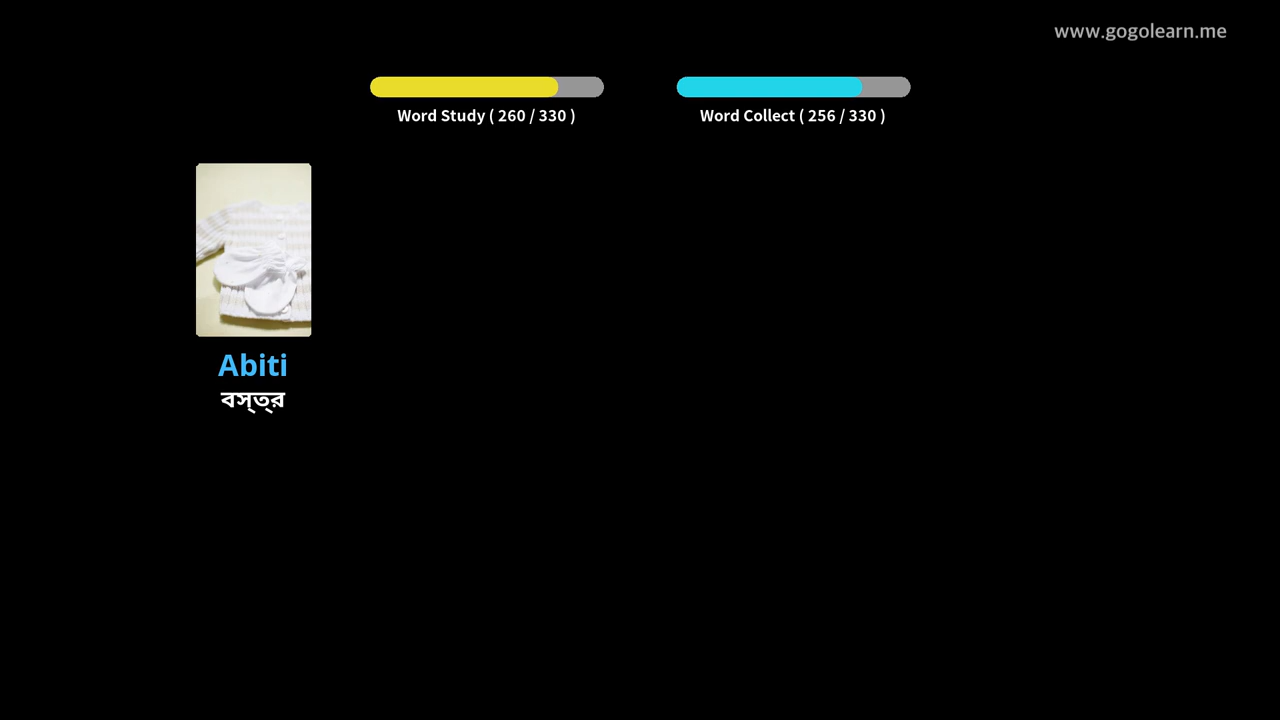 www.gogolearn.me
Word Study ( 260 / 330 )
Word Collect ( 256 / 330 )
Abiti
বস্ত্র